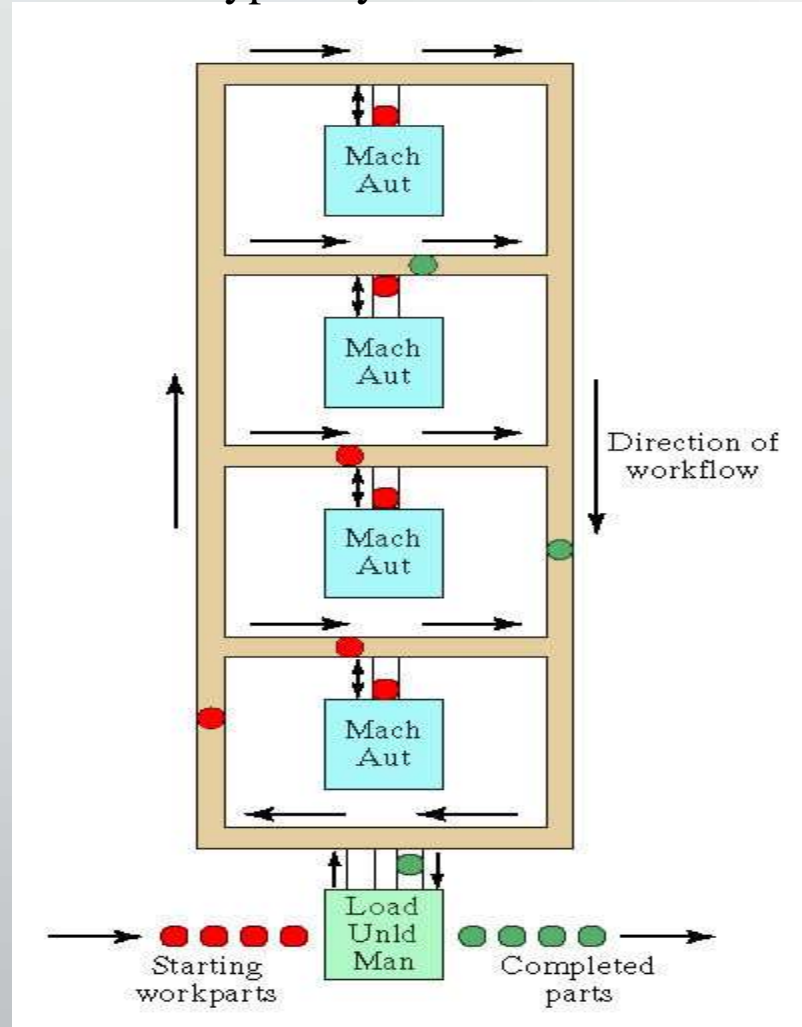 Mach
Aut
Mach
Aut
Direction of
workflow
Mach
Aut
Mach
Aut
Load
Unld
Man
Starting
workparts
Completed
parts